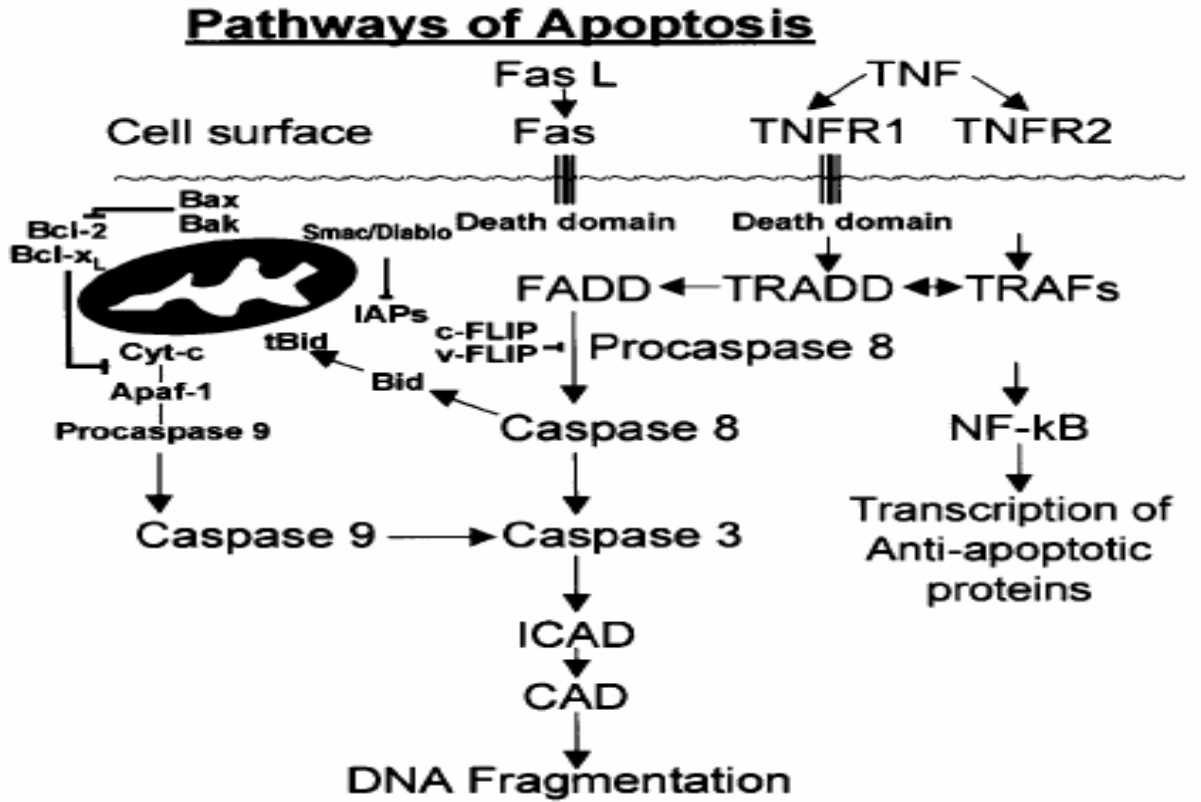 Pathways of Apoptosis
Fas L
TNF
Cell surface
Fas
TNFR1
TNFR2
Bax
Bak
Bcl-2
Bcl-xL
Smac/Diablo
Death domain
Death domain
FADD
TRADD
TRAFs
IAPs
c-FLIP
v-FLIP
Procaspase 8
Cyt-c
tBid
Bid
Apaf-1
Procaspase 9
Caspase 8
NF-kB
Caspase 9
Caspase 3
Transcription of
Anti-apoptotic
proteins
ICAD
CAD
DNA Fragmentation